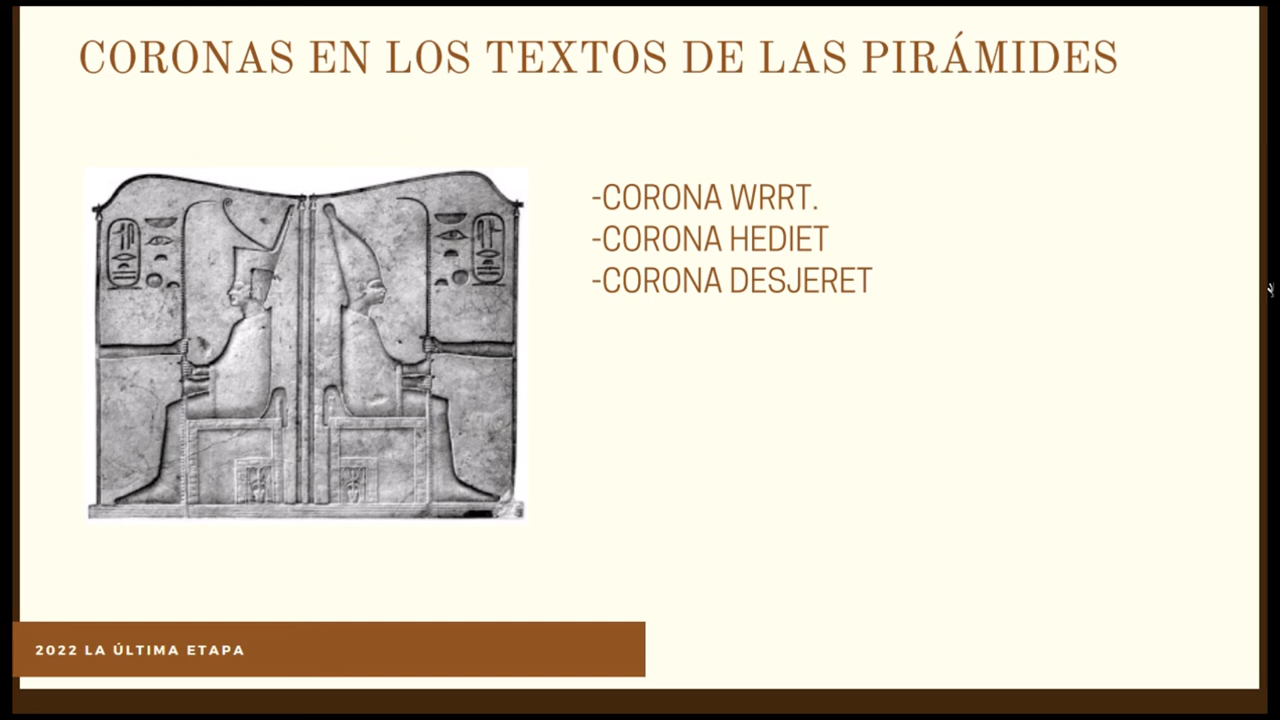 CORONAS EN LOS TEXTOS DE LAS PIRÁMIDES
-CORONA WRRT.
-CORONA HEDIET
-CORONA DESJERET
2022 LA ÚLTIMA ETAPA